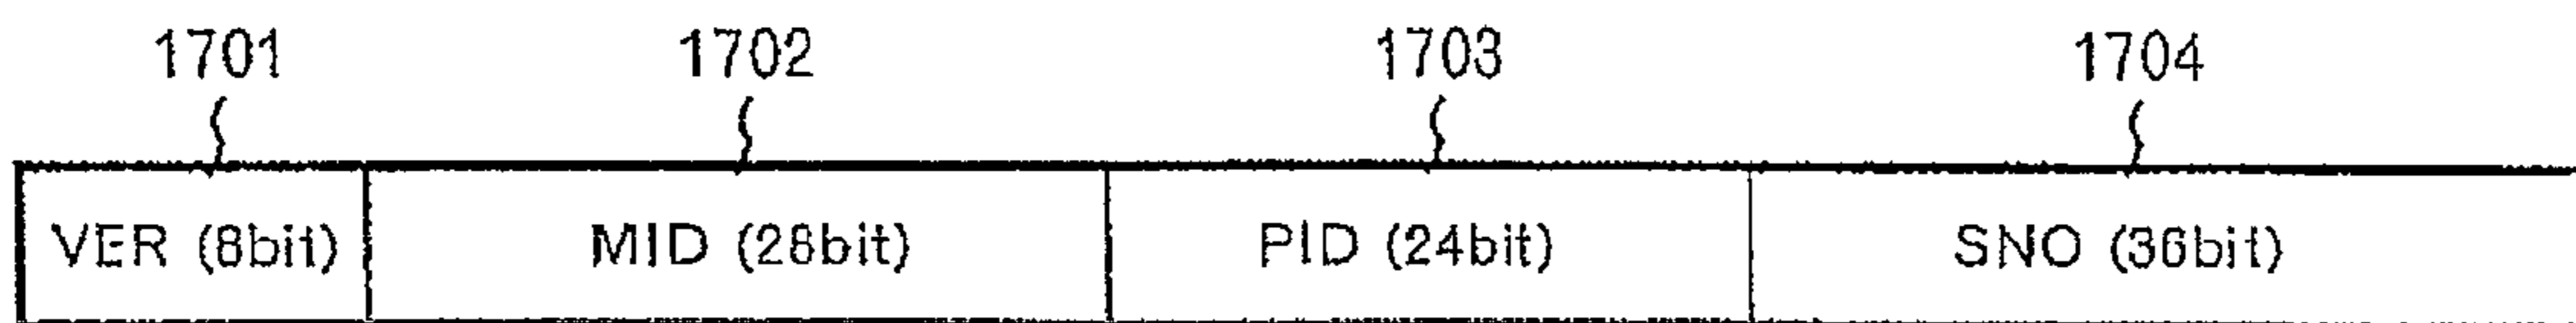 1701 1702 1703 1704
VER (8bit) MID (28bit) PID (24bit) SNO (36bit)